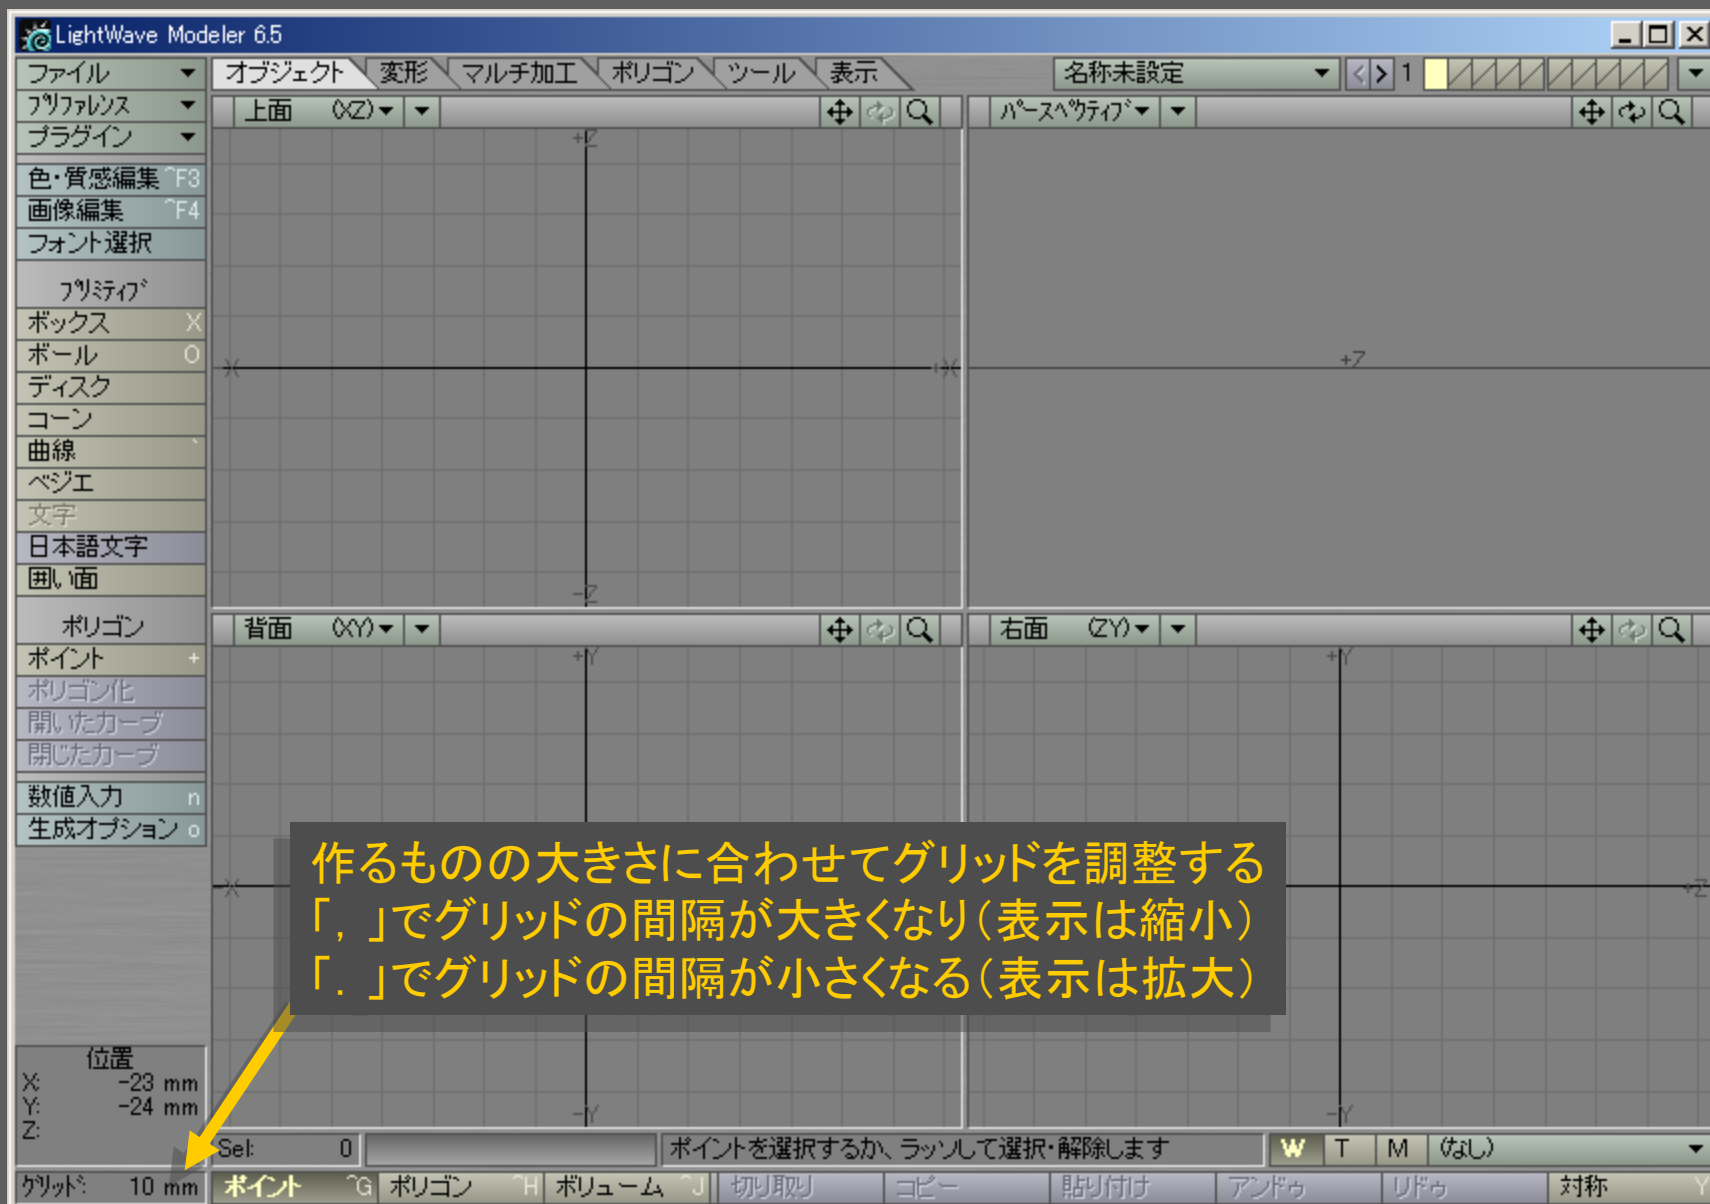 LightWave Modeler 6.5
ファイル
オブジェクト 変形 マルチ加工 ポリゴン ツール 表示 名称未設定 < > 1
プリファレンス
上面 (XZ) パースペクティブ
プラグイン
+Z
色・質感編集 ^F3
画像編集 ^F4
フォント選択
プリミティブ
ボックス X
ボール O
-X +X +Z
ディスク
コーン
曲線 `
ベジエ
文字
日本語文字
囲い面
-Z
ポリゴン
背面 (XY) 右面 (ZY)
ポイント +
+Y +Y
ポリゴン化
開いたカーブ
閉じたカーブ
数値入力 n
生成オプション o
作るものの大きさに合わせてグリッドを調整する
-X +Z
「, 」でグリッドの間隔が大きくなり(表示は縮小)
「. 」でグリッドの間隔が小さくなる(表示は拡大)
位置
X: -23 mm
Y: -24 mm
-Y -Y
Z:
Sel: 0 ポイントを選択するか、ラッソして選択・解除します W T M (なし)
グリッド: 10 mm ポイント ^G ポリゴン ^H ボリューム ^J 切り取り コピー 貼り付け アンドゥ リドゥ 対称 Y